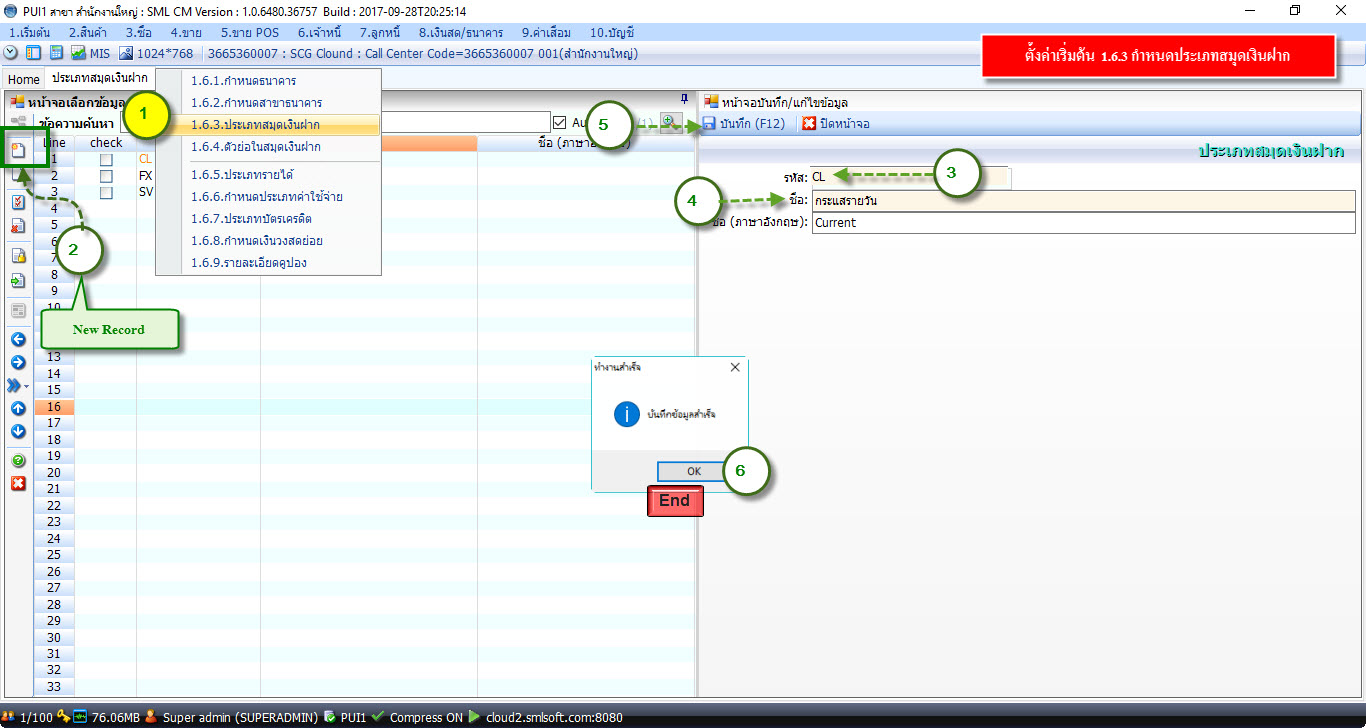 PUI1 สาขา สำนักงานใหญ่ : SML CM Version : 1.0.6480.36757 Build : 2017-09-28T20:25:14
1.เริ่มต้น 2.สินค้า 3.ซื้อ 4.ขาย 5.ขาย POS 6.เจ้าหนี้ 7.ลูกหนี้ 8.เงินสด/ธนาคาร 9.ค่าเสื่อม 10.บัญชี
MIS 1024*768 3665360007 : SCG Clound : Call Center Code=3665360007 001(สำนักงานใหญ่)
ตั้งค่าเริ่มต้น 1.6.3 กำหนดประเภทสมุดเงินฝาก
Home ประเภทสมุดเงินฝาก
1.6.1.กำหนดธนาคาร
1.6.2.กำหนดสาขาธนาคาร
1.6.3.ประเภทสมุดเงินฝาก
1.6.4.ตัวย่อในสมุดเงินฝาก
1.6.5.ประเภทรายได้
1.6.6.กำหนดประเภทค่าใช้จ่าย
1.6.7.ประเภทบัตรเครดิต
1.6.8.กำหนดเงินวงสดย่อย
1.6.9.รายละเอียดคูปอง
หน้าจอเลือกข้อมูล
1
ข้อความค้นหา Au (1)
5
Line check ชื่อ (ภาษาอังกฤษ)
1 CL
2 FX
3 SV
4
5
6
7
8
9
10
2
New Record
13
14
15
16
17
18
19
20
21
22
23
24
25
26
27
28
29
30
31
32
33
หน้าจอบันทึก/แก้ไขข้อมูล
บันทึก (F12) ปิดหน้าจอ
ประเภทสมุดเงินฝาก
รหัส: CL 3
4 ชื่อ: กระแสรายวัน
ชื่อ (ภาษาอังกฤษ): Current
ทำงานสำเร็จ
บันทึกข้อมูลสำเร็จ
OK 6
End
1/100 76.06MB Super admin (SUPERADMIN) PUI1 Compress ON cloud2.smlsoft.com:8080